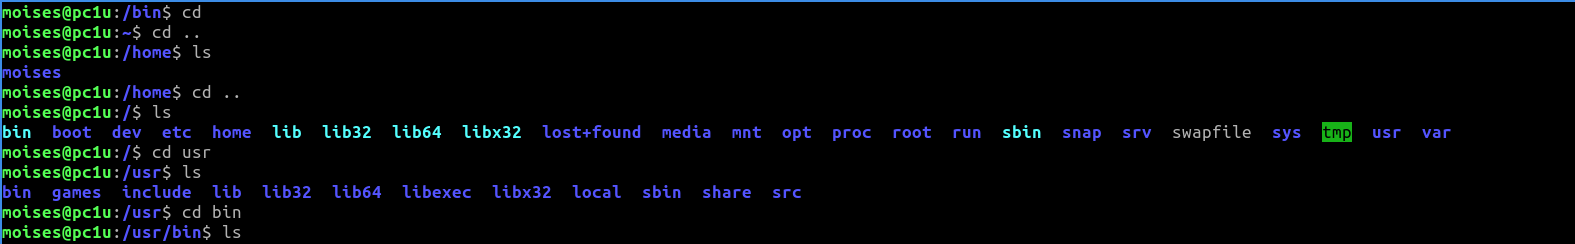 moises@pc1u:/bin$ cd
moises@pc1u:~$ cd ..
moises@pc1u:/home$ ls
moises
moises@pc1u:/home$ cd ..
moises@pc1u:/$ ls
bin  boot  dev  etc  home  lib  lib32  lib64  libx32  lost+found  media  mnt  opt  proc  root  run  sbin  snap  srv  swapfile  sys  tmp  usr  var
moises@pc1u:/$ cd usr
moises@pc1u:/usr$ ls
bin  games  include  lib  lib32  lib64  libexec  libx32  local  sbin  share  src
moises@pc1u:/usr$ cd bin
moises@pc1u:/usr/bin$ ls